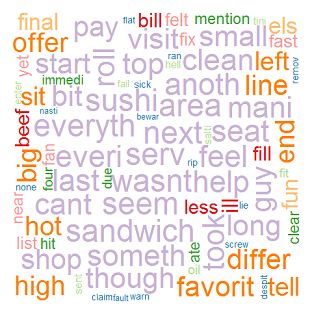 final pay bill felt flat mention tini els
offer visit fix small fast
yet start roll top ran clean left
immedi hell anoth line remov
enter sit bit fail sick area mani
nasti sushi
beef everyth bewar next salti seat end
big fan everi serv feel fill
none four last due wasnt rip help guy fit
near cant seem less ill fun
hot sandwich lie long clear
list hit ate took screw differ
shop someth oil despit
high sent though favorit tell
claim fault warn